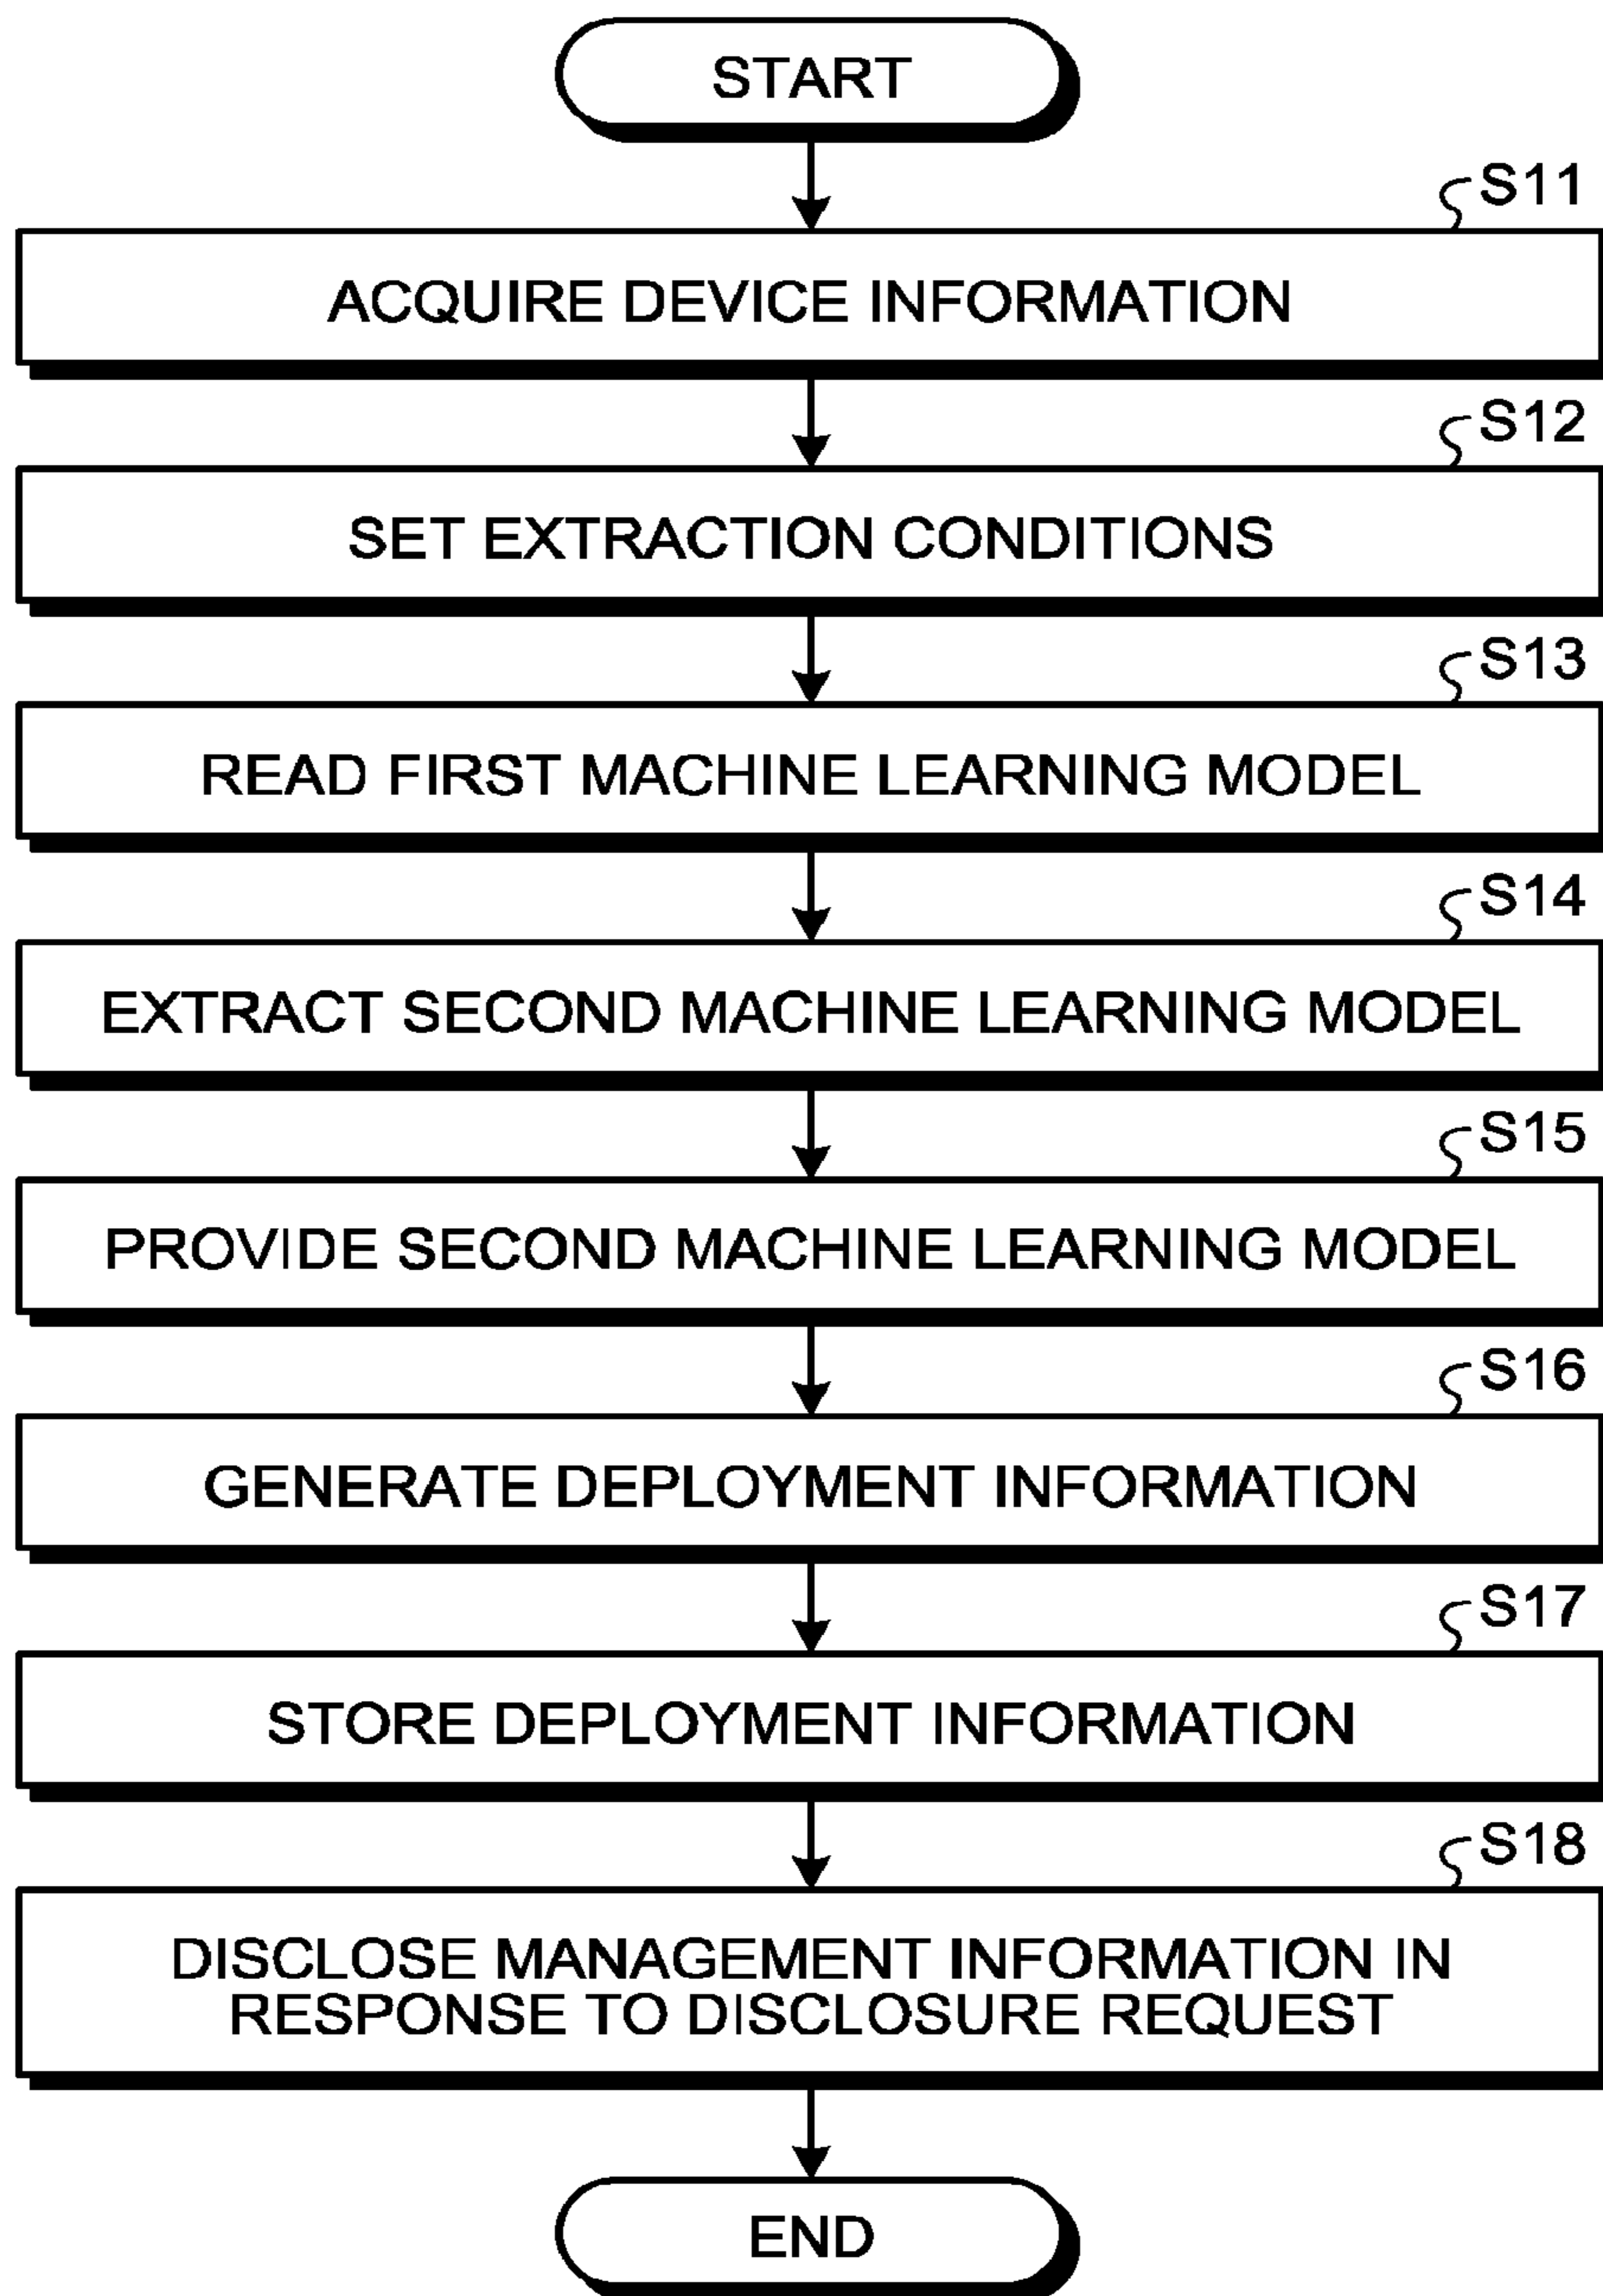 START
S11
ACQUIRE DEVICE INFORMATION
S12
SET EXTRACTION CONDITIONS
S13
READ FIRST MACHINE LEARNING MODEL
S14
EXTRACT SECOND MACHINE LEARNING MODEL
S15
PROVIDE SECOND MACHINE LEARNING MODEL
S16
GENERATE DEPLOYMENT INFORMATION
S17
STORE DEPLOYMENT INFORMATION
S18
DISCLOSE MANAGEMENT INFORMATION IN
RESPONSE TO DISCLOSURE REQUEST
END